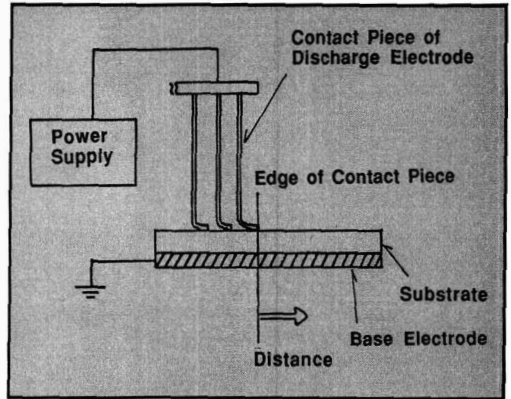 Contact Piece of
Discharge Electrode
Power
Supply
Edge of Contact Piece
Substrate
Base Electrode
Distance